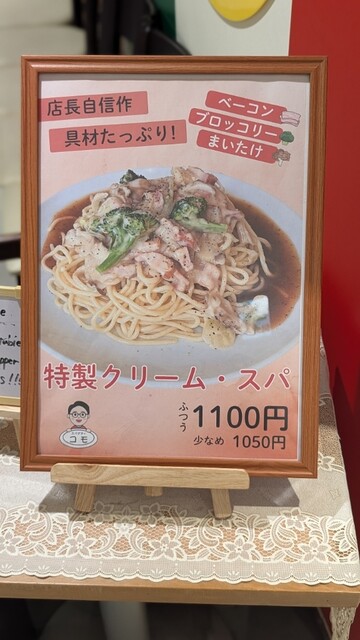 店長自信作
具材たっぷり!
ベーコン
ブロッコリー
まいたけ
特製クリーム・スパ
ふつう 1100円
少なめ 1050円
コモ